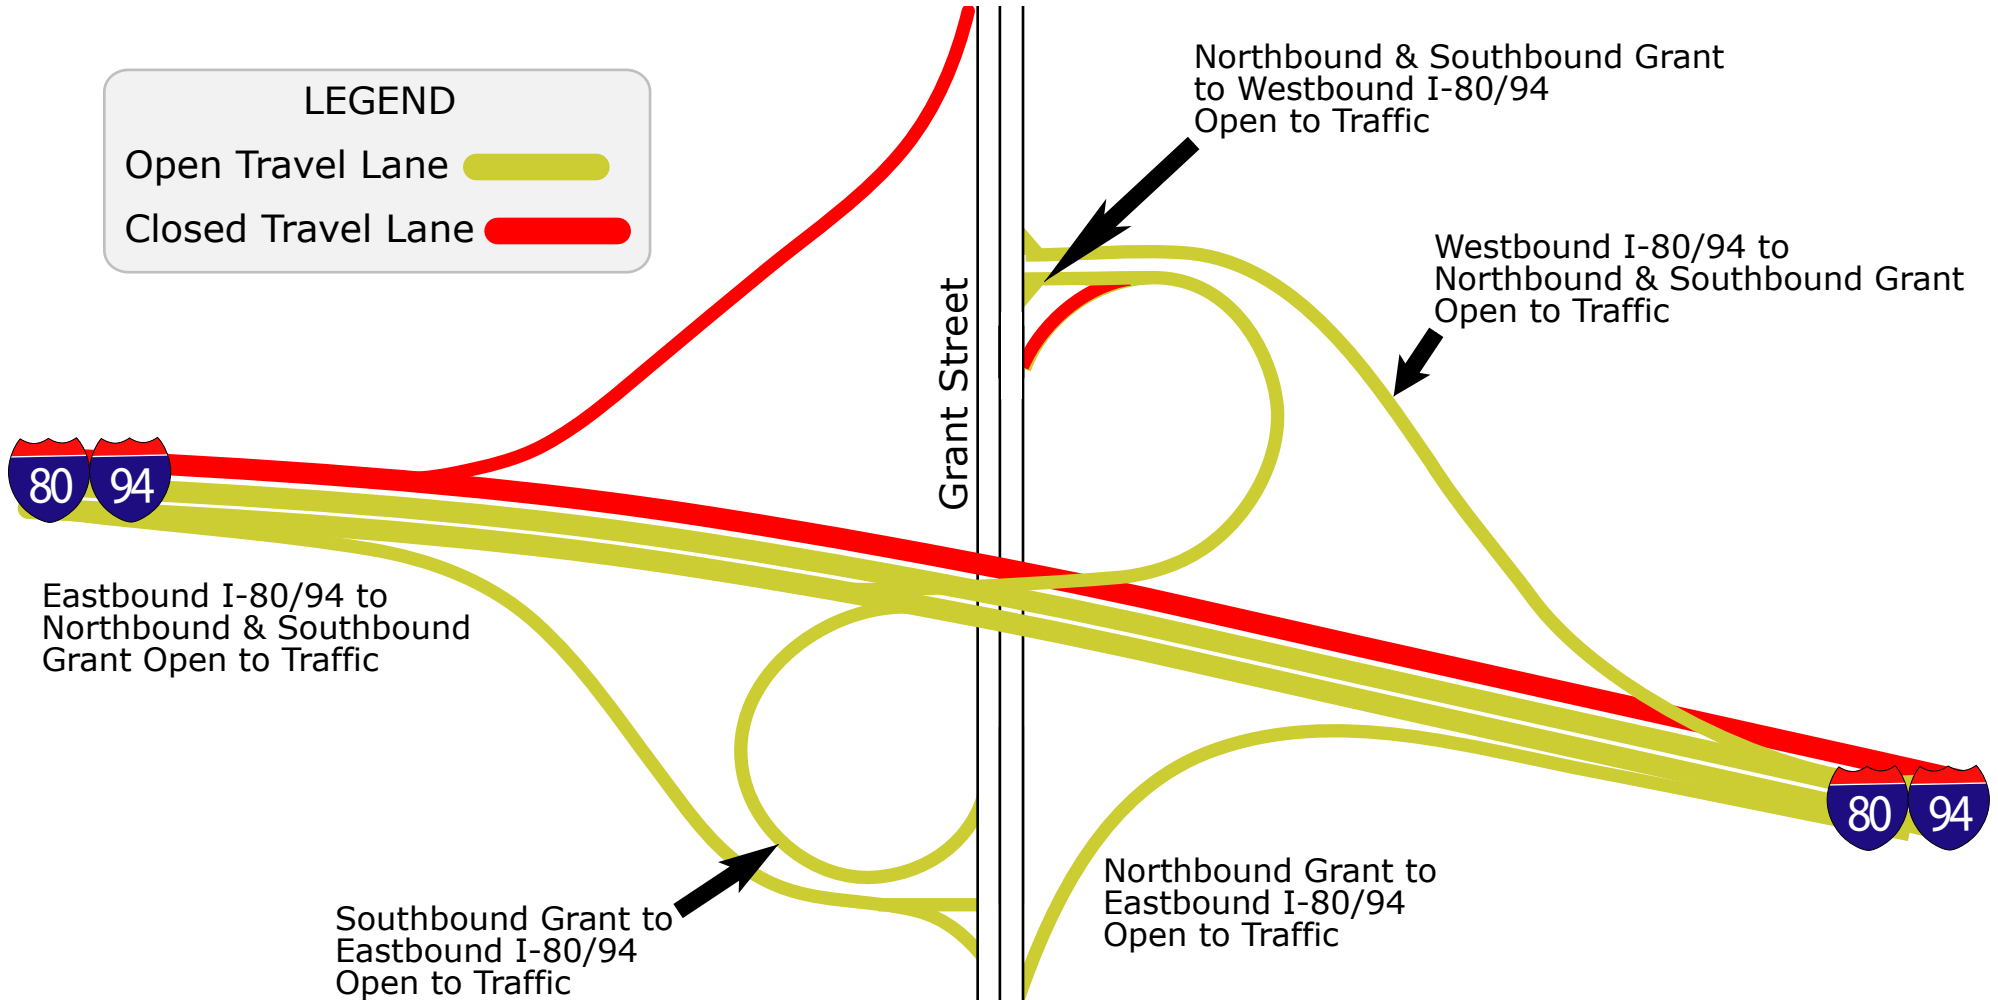 LEGEND
Open Travel Lane
Closed Travel Lane
Northbound & Southbound Grant
to Westbound I-80/94
Open to Traffic
Westbound I-80/94 to
Northbound & Southbound Grant
Open to Traffic
Grant Street
80 94
Eastbound I-80/94 to
Northbound & Southbound
Grant Open to Traffic
80 94
Northbound Grant to
Eastbound I-80/94
Open to Traffic
Southbound Grant to
Eastbound I-80/94
Open to Traffic